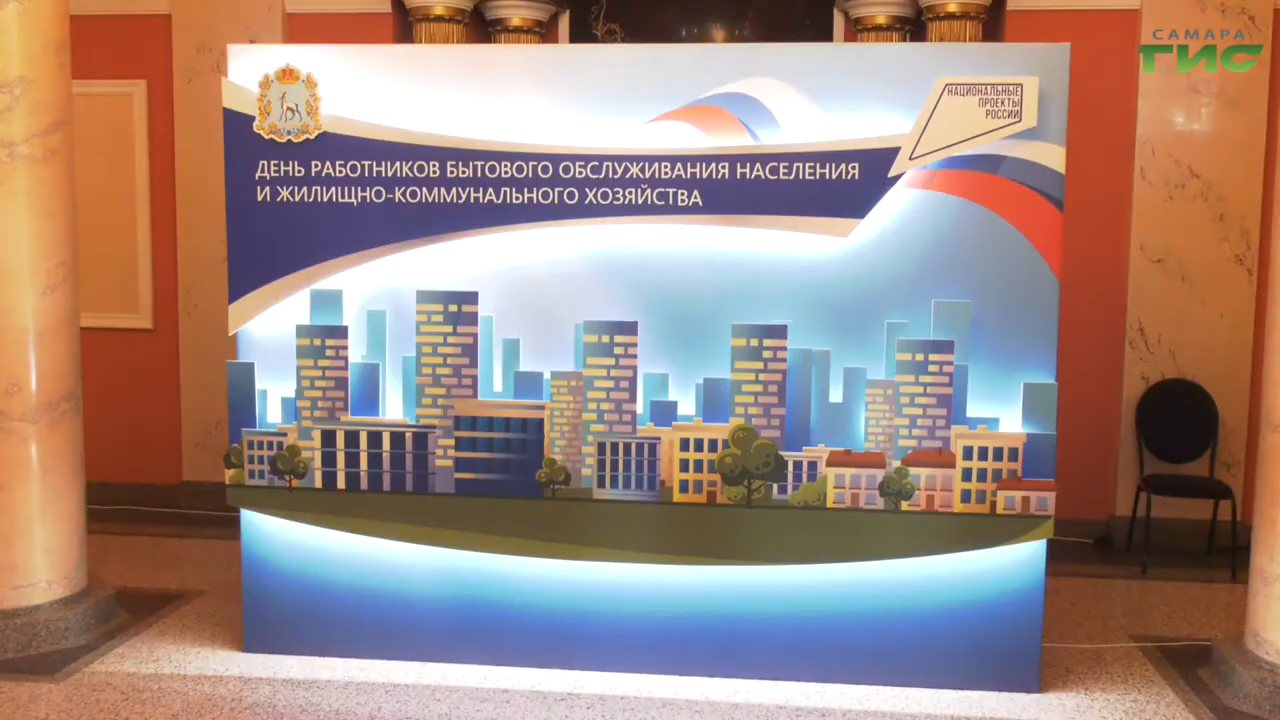 САМАРА
ГИС
НАЦИОНАЛЬНЫЕ
ПРОЕКТЫ
РОССИИ
ДЕНЬ РАБОТНИКОВ БЫТОВОГО ОБСЛУЖИВАНИЯ НАСЕЛЕНИЯ
И ЖИЛИЩНО-КОММУНАЛЬНОГО ХОЗЯЙСТВА